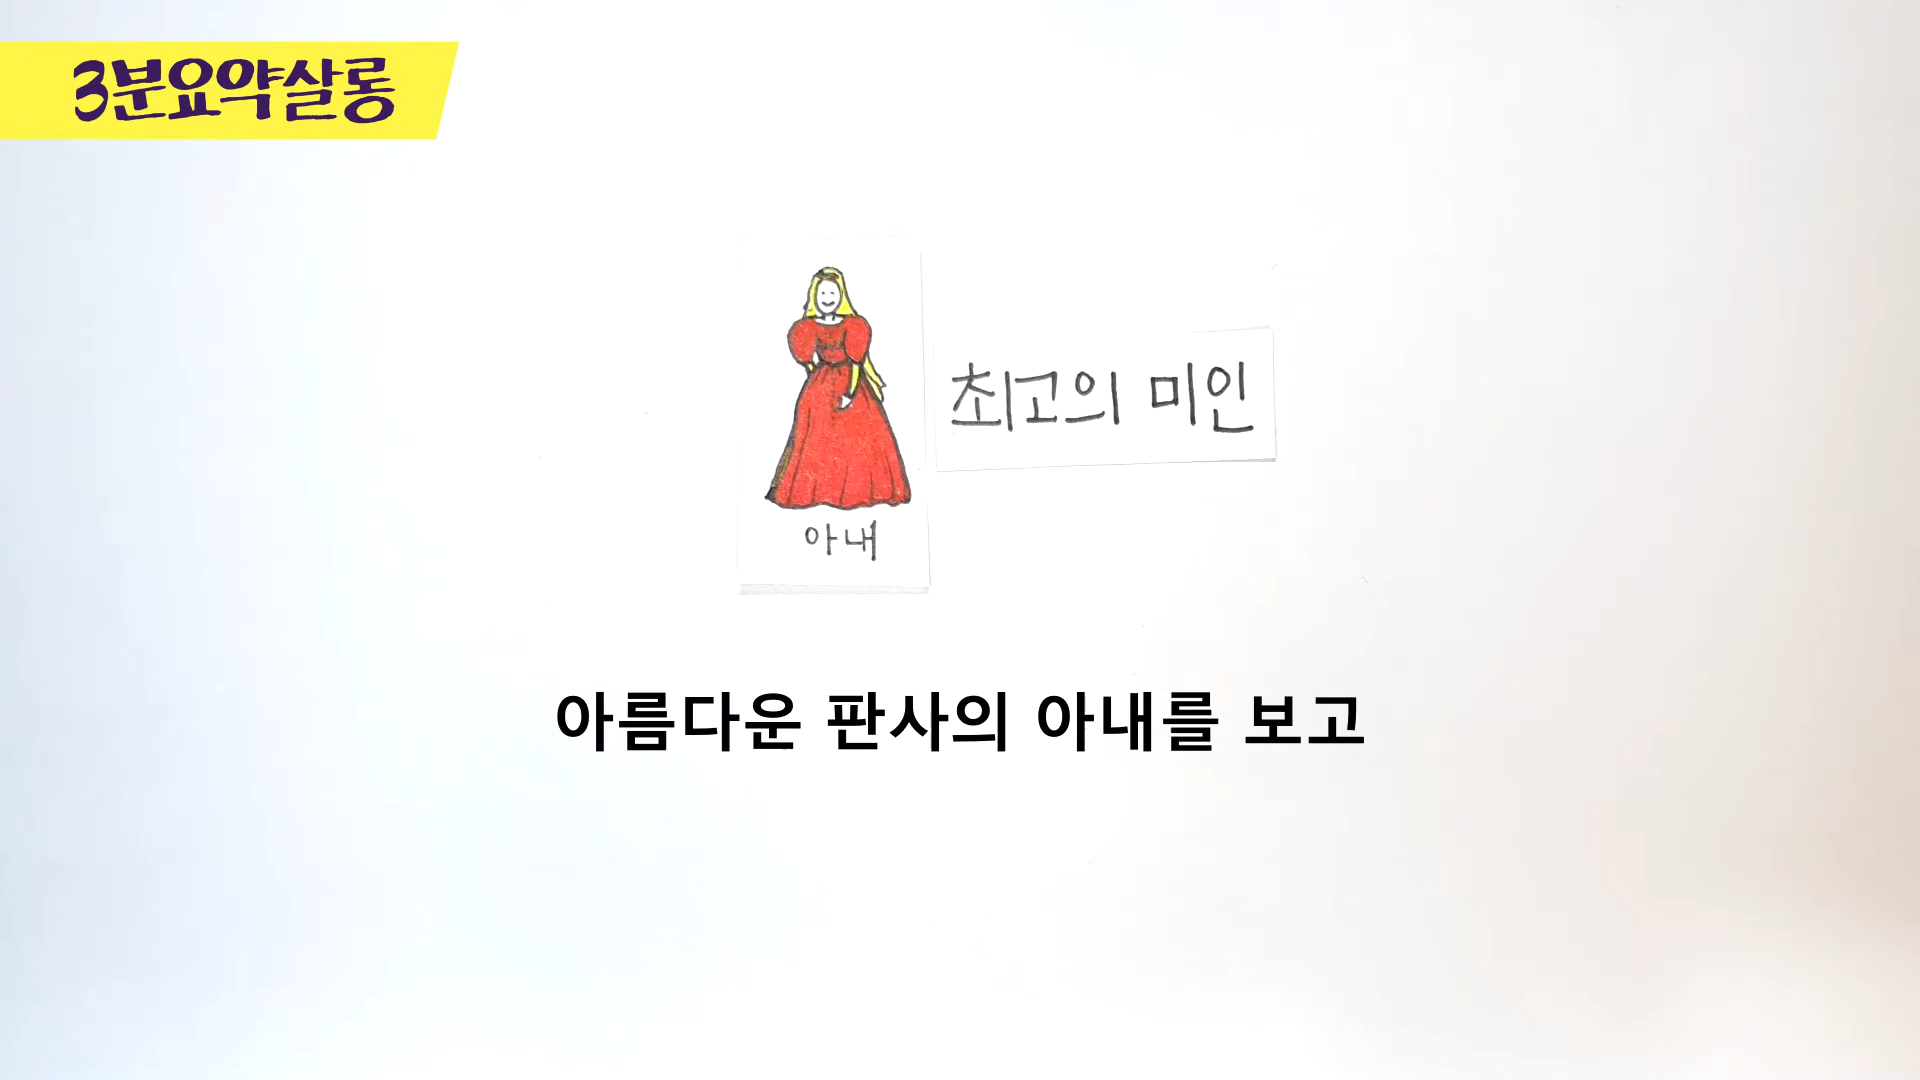 3분요약살롱
최고의 미인
아내
아름다운 판사의 아내를 보고